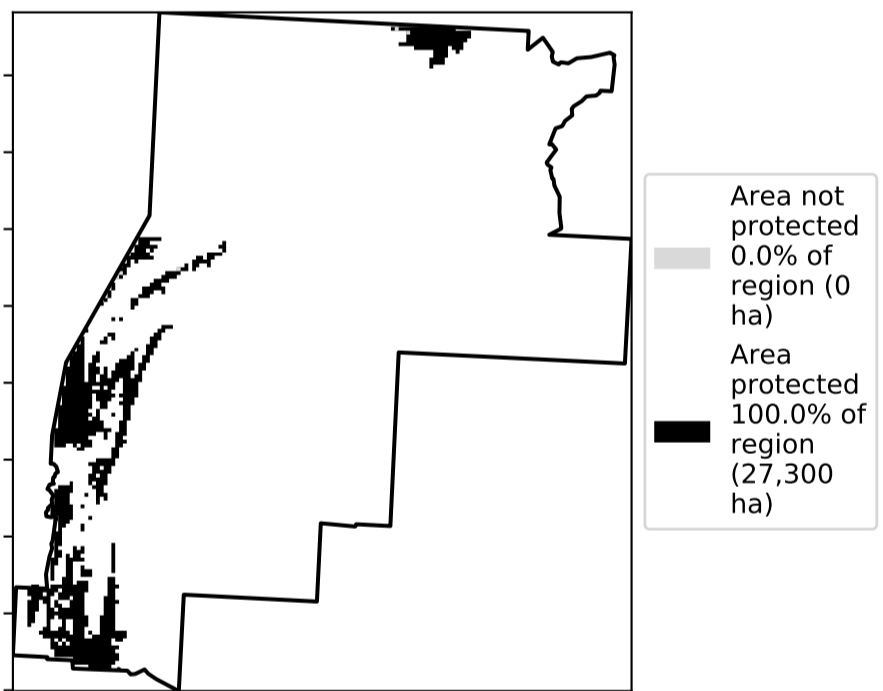 Area not
protected
0.0% of
region (0
ha)
Area
protected
100.0% of
region
(27,300
ha)